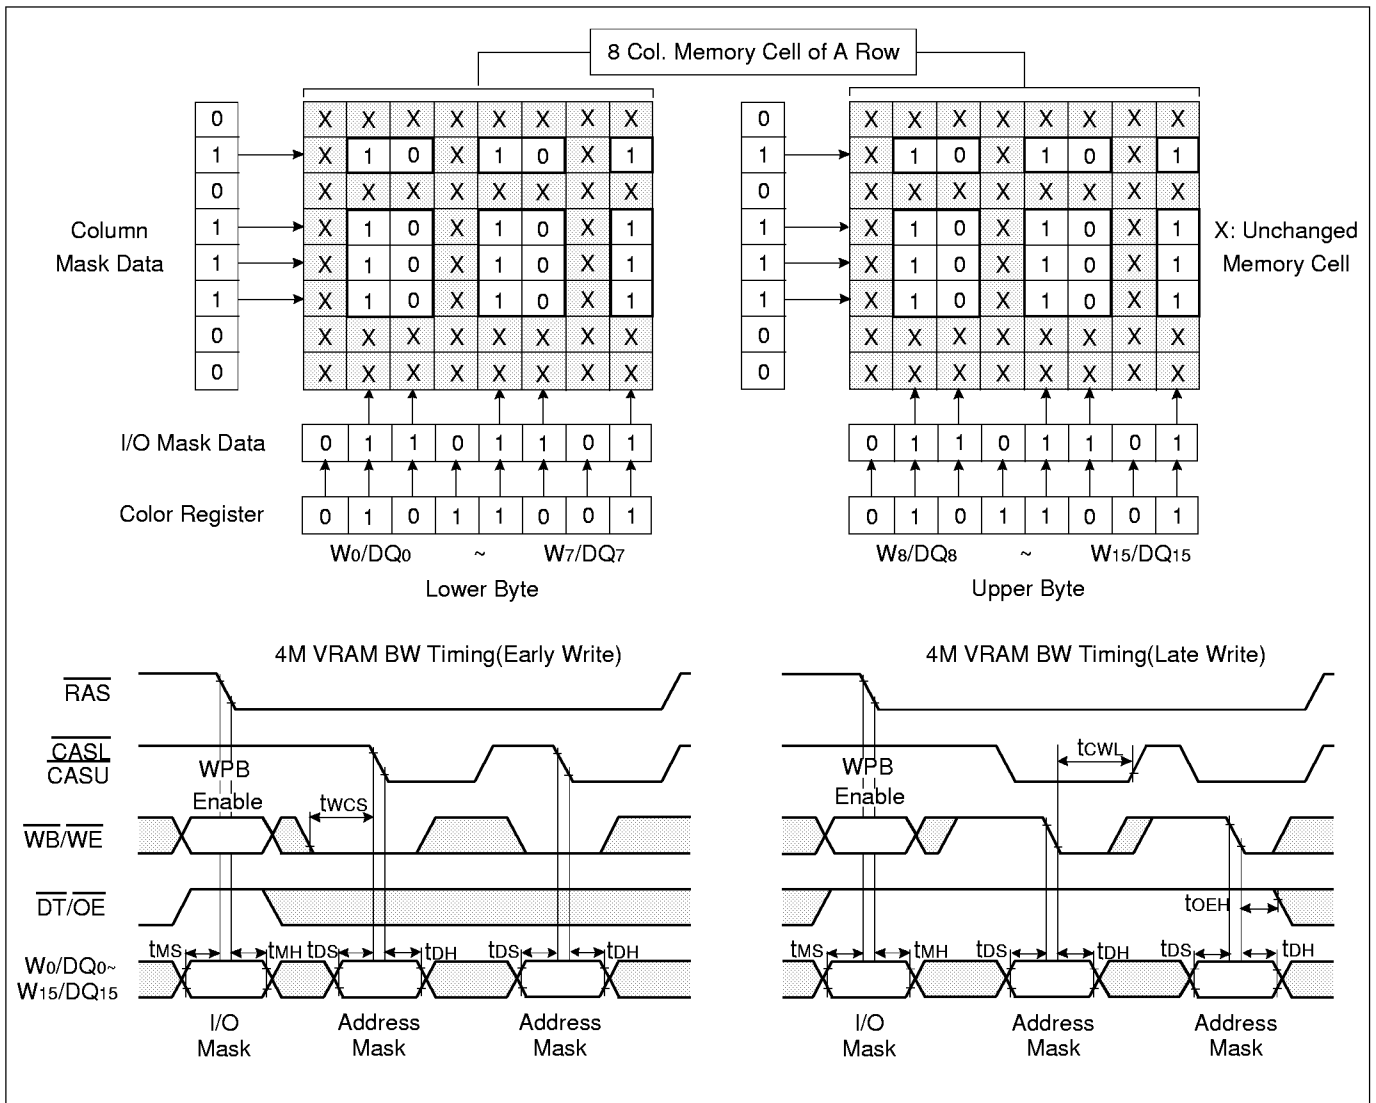 8 Col. Memory Cell of A Row
0 X X X X X X X X 0 X X X X X X X X
1 X 1 0 X 1 0 X 1 1 X 1 0 X 1 0 X 1
0 X X X X X X X X 0 X X X X X X X X
1 X 1 0 X 1 0 X 1 1 X 1 0 X 1 0 X 1
1 X 1 0 X 1 0 X 1 1 X 1 0 X 1 0 X 1
1 X 1 0 X 1 0 X 1 1 X 1 0 X 1 0 X 1
0 X X X X X X X X 0 X X X X X X X X
0 X X X X X X X X 0 X X X X X X X X
Column
Mask Data
X: Unchanged
Memory Cell
I/O Mask Data 0 1 1 0 1 1 0 1 0 1 1 0 1 1 0 1
Color Register 0 1 0 1 1 0 0 1 0 1 0 1 1 0 0 1
W0/DQ0 ~ W7/DQ7 W8/DQ8 ~ W15/DQ15
Lower Byte Upper Byte
4M VRAM BW Timing(Early Write) 4M VRAM BW Timing(Late Write)
RAS
CASL
CASU
tCWL
WPB WPB
Enable Enable
tWCS
WB/WE
DT/OE
tOEH
tMS tMH tDS tDH tDS tDH tMS tMH tDS tDH tDS tDH
W0/DQ0~
W15/DQ15
I/O Address Address I/O Address Address
Mask Mask Mask Mask Mask Mask